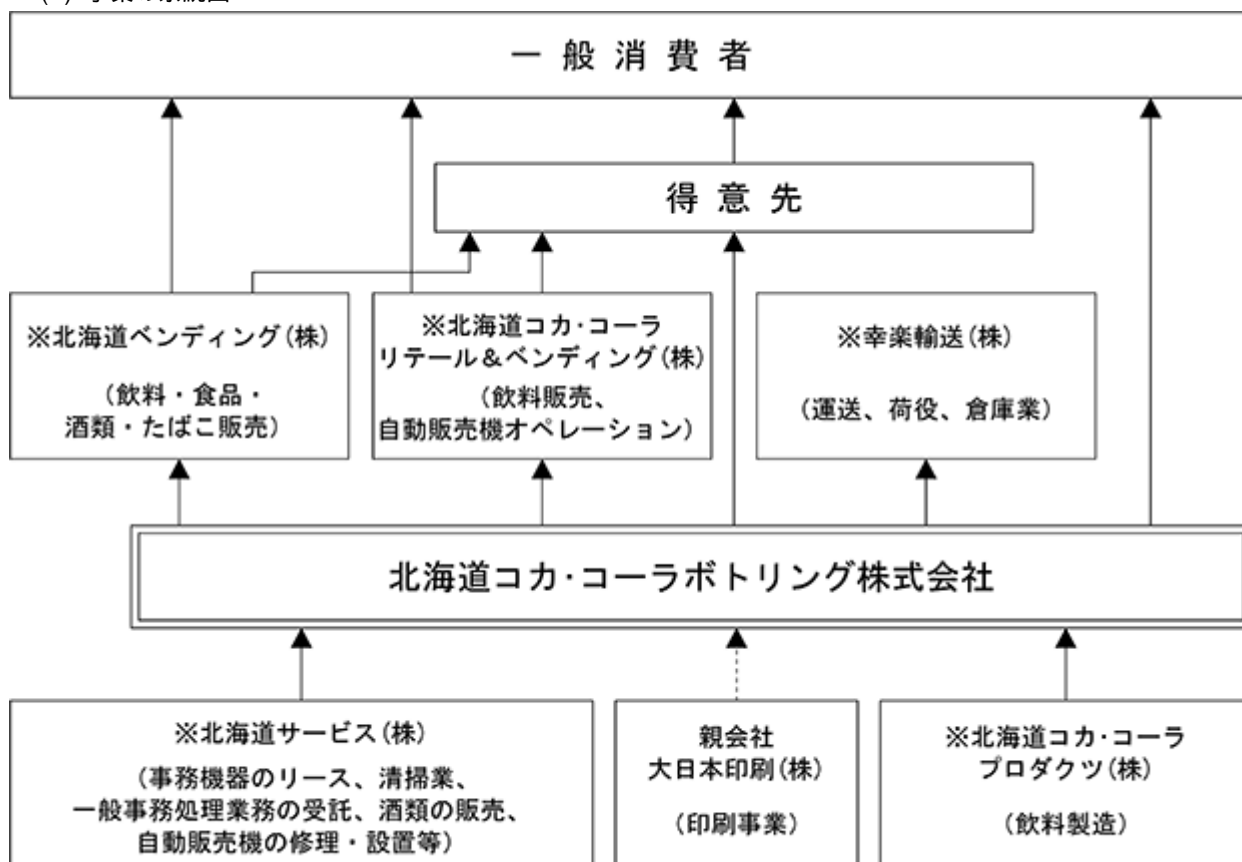 一般消費者
得意先
※北海道ベンディング(株)
(飲料・食品・
酒類・たばこ販売)
※北海道コカ・コーラ
リテール&ベンディング(株)
(飲料販売、
自動販売機オペレーション)
※幸楽輸送(株)
(運送、荷役、倉庫業)
北海道コカ・コーラボトリング株式会社
※北海道サービス(株)
(事務機器のリース、清掃業、
一般事務処理業務の受託、酒類の販売、
自動販売機の修理・設置等)
親会社
大日本印刷(株)
(印刷事業)
※北海道コカ・コーラ
プロダクツ(株)
(飲料製造)